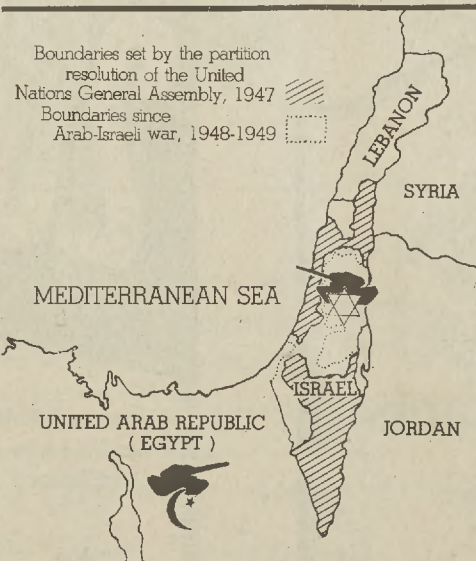 Boundaries set by the partition
resolution of the United
Nations General Assembly, 1947
Boundaries since
Arab-Israeli war, 1948-1949
LEBANON
SYRIA
MEDITERRANEAN SEA
ISRAEL
UNITED ARAB REPUBLIC
( EGYPT )
JORDAN